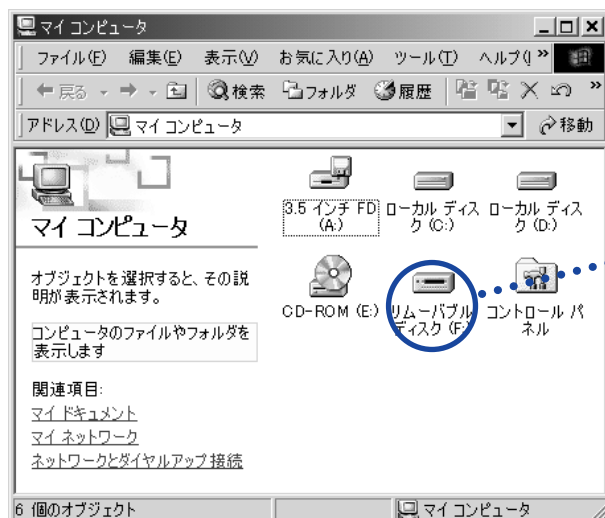 マイ コンピュータ
ファイル(F) 編集(E) 表示(V) お気に入り(A) ツール(T) ヘルプ( »
戻る 検索 フォルダ 履歴 »
アドレス(D) マイ コンピュータ 移動
マイ コンピュータ
オブジェクトを選択すると、その説
明が表示されます。
コンピュータのファイルやフォルダを
表示します
関連項目:
マイ ドキュメント
マイ ネットワーク
ネットワークとダイヤルアップ接続
3.5 インチ FD
(A:)
ローカル ディス
ク (C:)
ローカル ディス
ク (D:)
CD-ROM (E:)
リムーバブル
ディスク (F:)
コントロール パ
ネル
6 個のオブジェクト
マイ コンピュータ